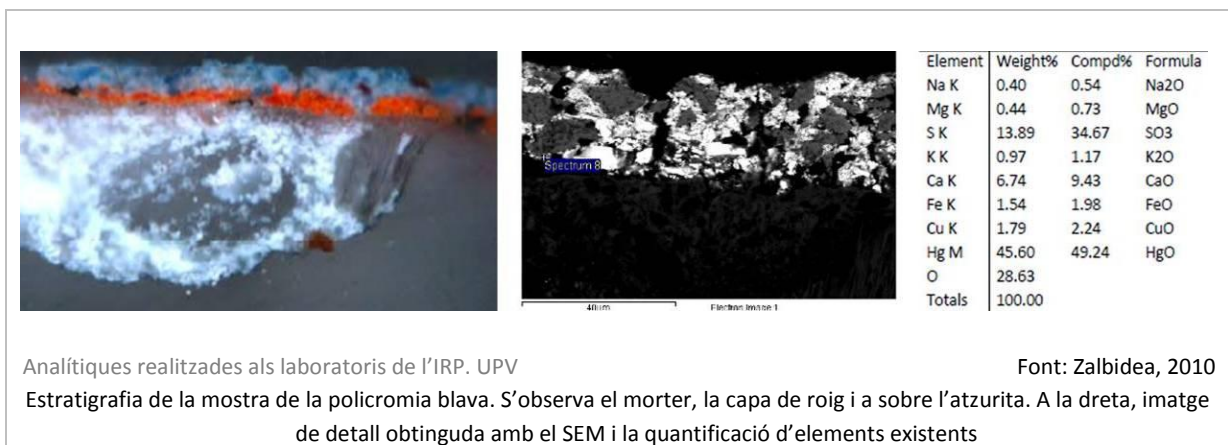 Element Weight% Compd% Formula
Na K 0.40 0.54 Na2O
Mg K 0.44 0.73 MgO
S K 13.89 34.67 SO3
K K 0.97 1.17 K2O
Ca K 6.74 9.43 CaO
Fe K 1.54 1.98 FeO
Cu K 1.79 2.24 CuO
Hg M 45.60 49.24 HgO
O 28.63
Totals 100.00
Spectrum 8
40µm Electron Image 1
Analítiques realitzades als laboratoris de l’IRP. UPV Font: Zalbidea, 2010
Estratigrafia de la mostra de la policromia blava. S’observa el morter, la capa de roig i a sobre l’atzurita. A la dreta, imatge
de detall obtinguda amb el SEM i la quantificació d’elements existents